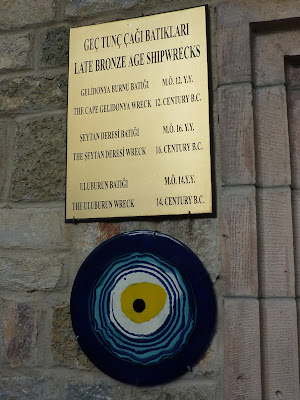 GEÇ TUNÇ ÇAĞI BATIKLARI
LATE BRONZE AGE SHIPWRECKS
GELİDONYA BURNU BATIĞI M.Ö. 12. Y.Y.
THE CAPE GELIDONYA WRECK 12. CENTURY B.C.
ŞEYTAN DERESİ BATIĞI M.Ö. 16. Y.Y.
THE ŞEYTAN DERESİ WRECK 16. CENTURY B.C.
ULUBURUN BATIĞI M.Ö. 14. Y.Y.
THE ULUBURUN WRECK 14. CENTURY B.C.